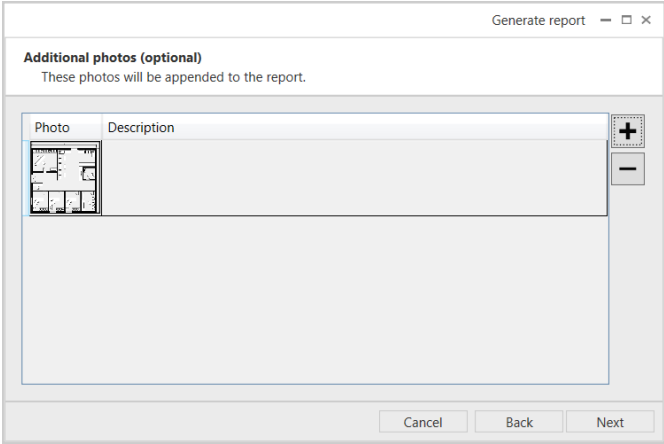 Generate report
Additional photos (optional)
These photos will be appended to the report.
Photo Description
Cancel Back Next